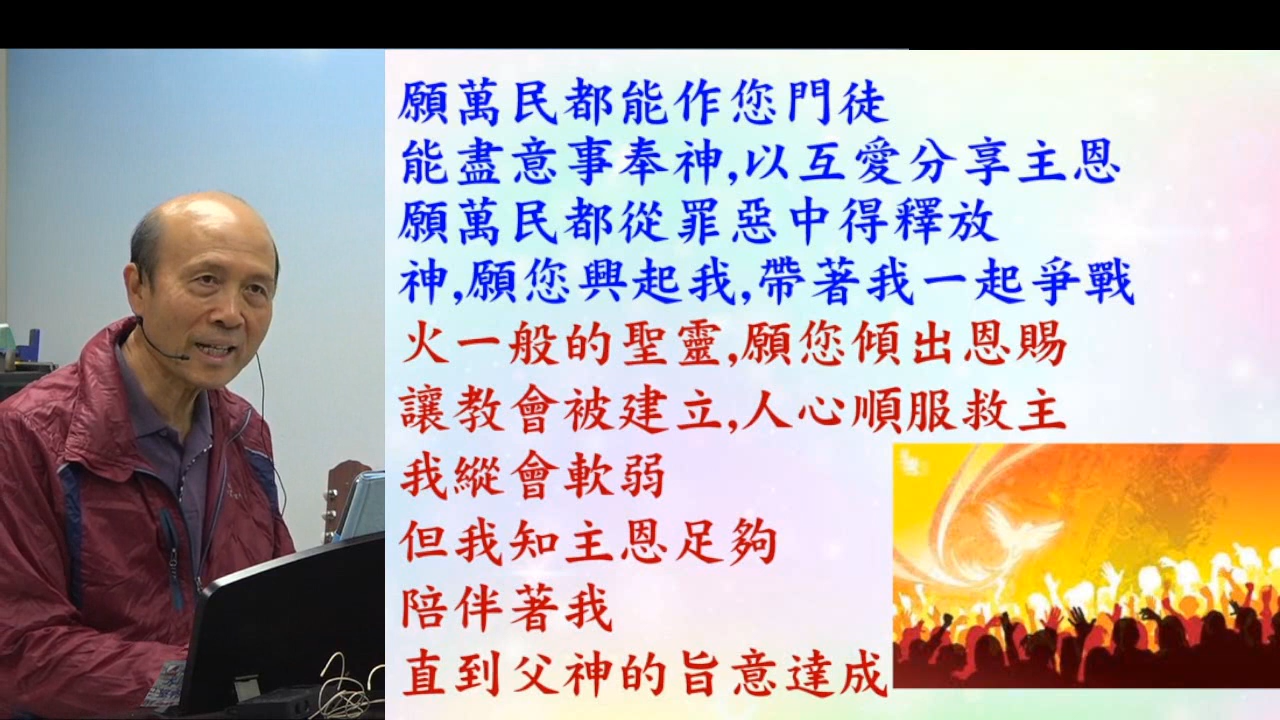 願萬民都能作您門徒
能盡意事奉神,以互愛分享主恩
願萬民都從罪惡中得釋放
神,願您興起我,帶著我一起爭戰
火一般的聖靈,願您傾出恩賜
讓教會被建立,人心順服救主
我縱會軟弱
但我知主恩足夠
陪伴著我
直到父神的旨意達成